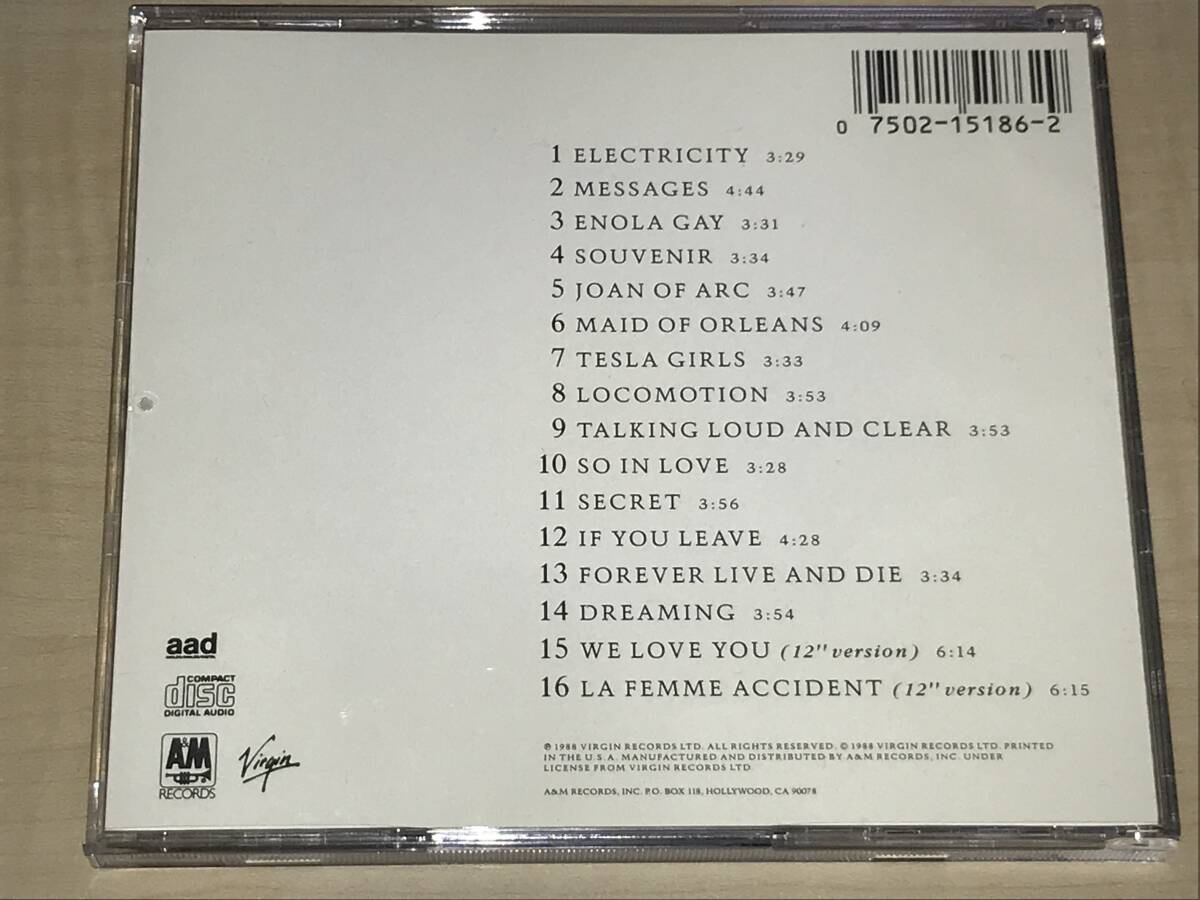 0 7502-15186-2
1 ELECTRICITY 3:29
2 MESSAGES 4:44
3 ENOLA GAY 3:31
4 SOUVENIR 3:34
5 JOAN OF ARC 3:47
6 MAID OF ORLEANS 4:09
7 TESLA GIRLS 3:33
8 LOCOMOTION 3:53
9 TALKING LOUD AND CLEAR 3:53
10 SO IN LOVE 3:28
11 SECRET 3:56
12 IF YOU LEAVE 4:28
13 FOREVER LIVE AND DIE 3:34
14 DREAMING 3:54
15 WE LOVE YOU (12" version) 6:14
16 LA FEMME ACCIDENT (12" version) 6:15
aad
COMPACT
disc
DIGITAL AUDIO
A&M
RECORDS
Virgin
℗ 1988 VIRGIN RECORDS LTD. ALL RIGHTS RESERVED. © 1988 VIRGIN RECORDS LTD. PRINTED
IN THE U.S.A. MANUFACTURED AND DISTRIBUTED BY A&M RECORDS, INC. UNDER
LICENSE FROM VIRGIN RECORDS LTD.
A&M RECORDS, INC. P.O. BOX 118, HOLLYWOOD, CA 90078